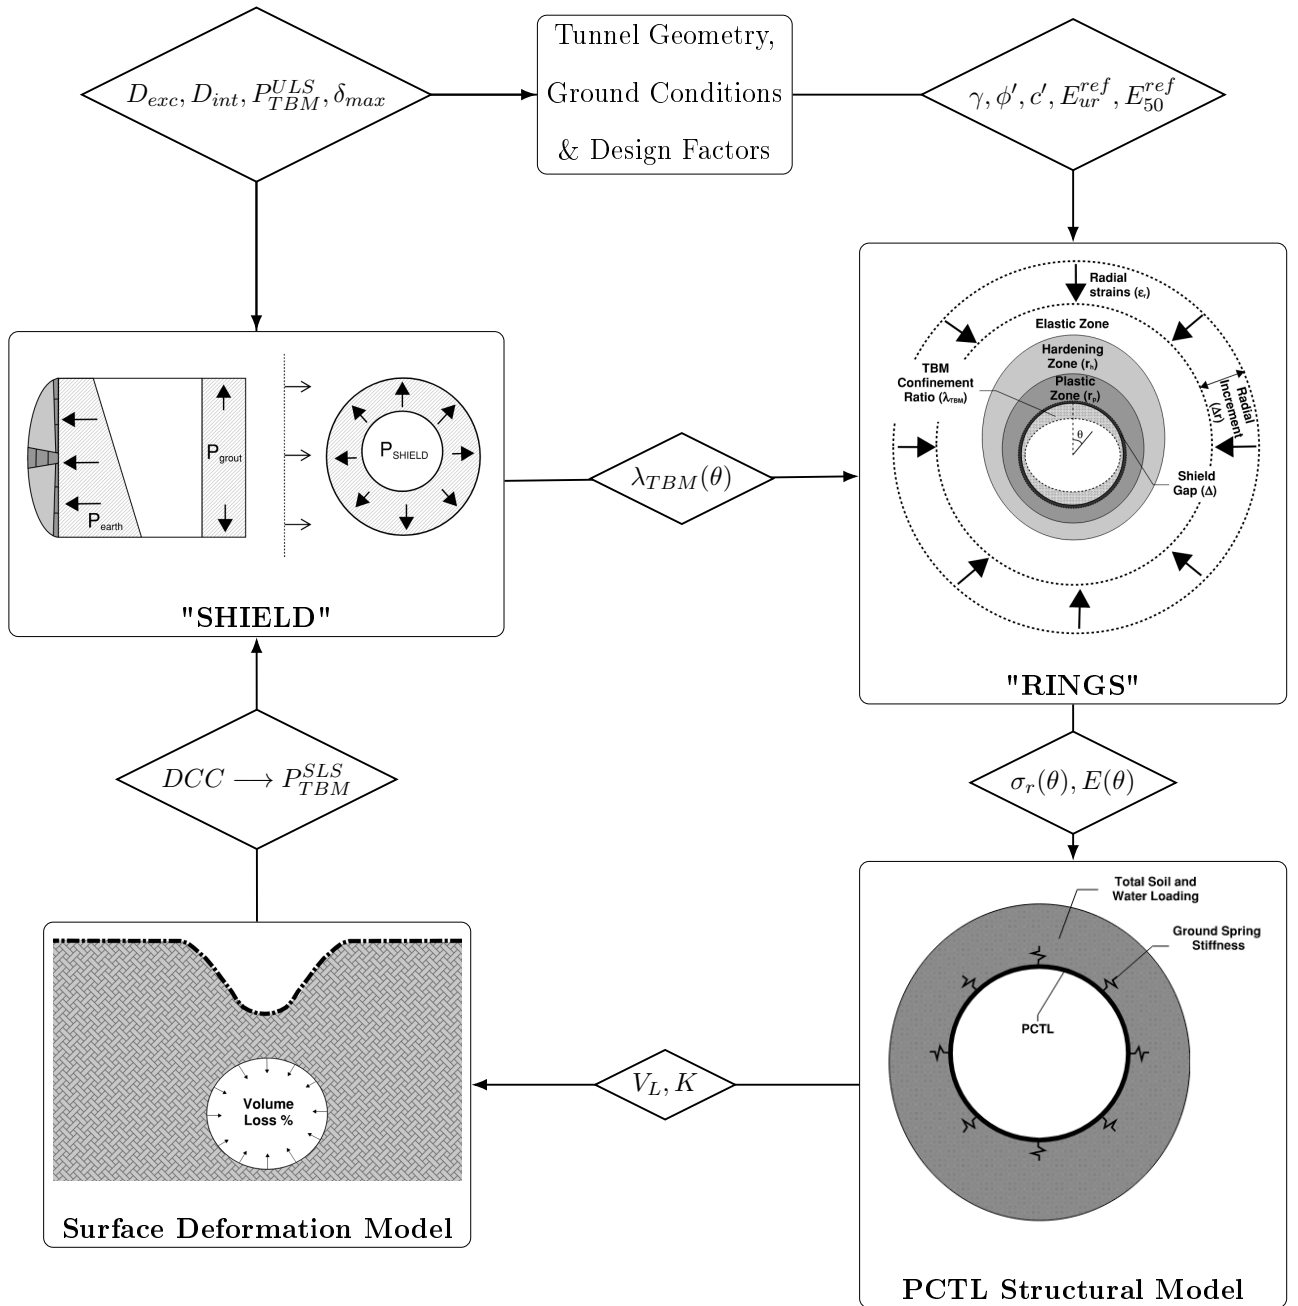 D_{exc}, D_{int}, P_{TBM}^{ULS}, δ_{max}
Tunnel Geometry,
Ground Conditions
& Design Factors
γ, ϕ′, c′, E_{ur}^{ref}, E_{50}^{ref}
P_{grout}
P_{earth}
P_{SHIELD}
"SHIELD"
λ_{TBM}(θ)
Radial
strains (ε_r)
Elastic Zone
Hardening
Zone (r_h)
Plastic
Zone (r_p)
TBM
Confinement
Ratio (λ_{TBM})
θ
Radial
Increment
(Δr)
Shield
Gap (Δ)
"RINGS"
DCC ⟶ P_{TBM}^{SLS}
σ_r(θ), E(θ)
Volume
Loss %
Surface Deformation Model
V_L, K
Total Soil and
Water Loading
Ground Spring
Stiffness
PCTL
PCTL Structural Model